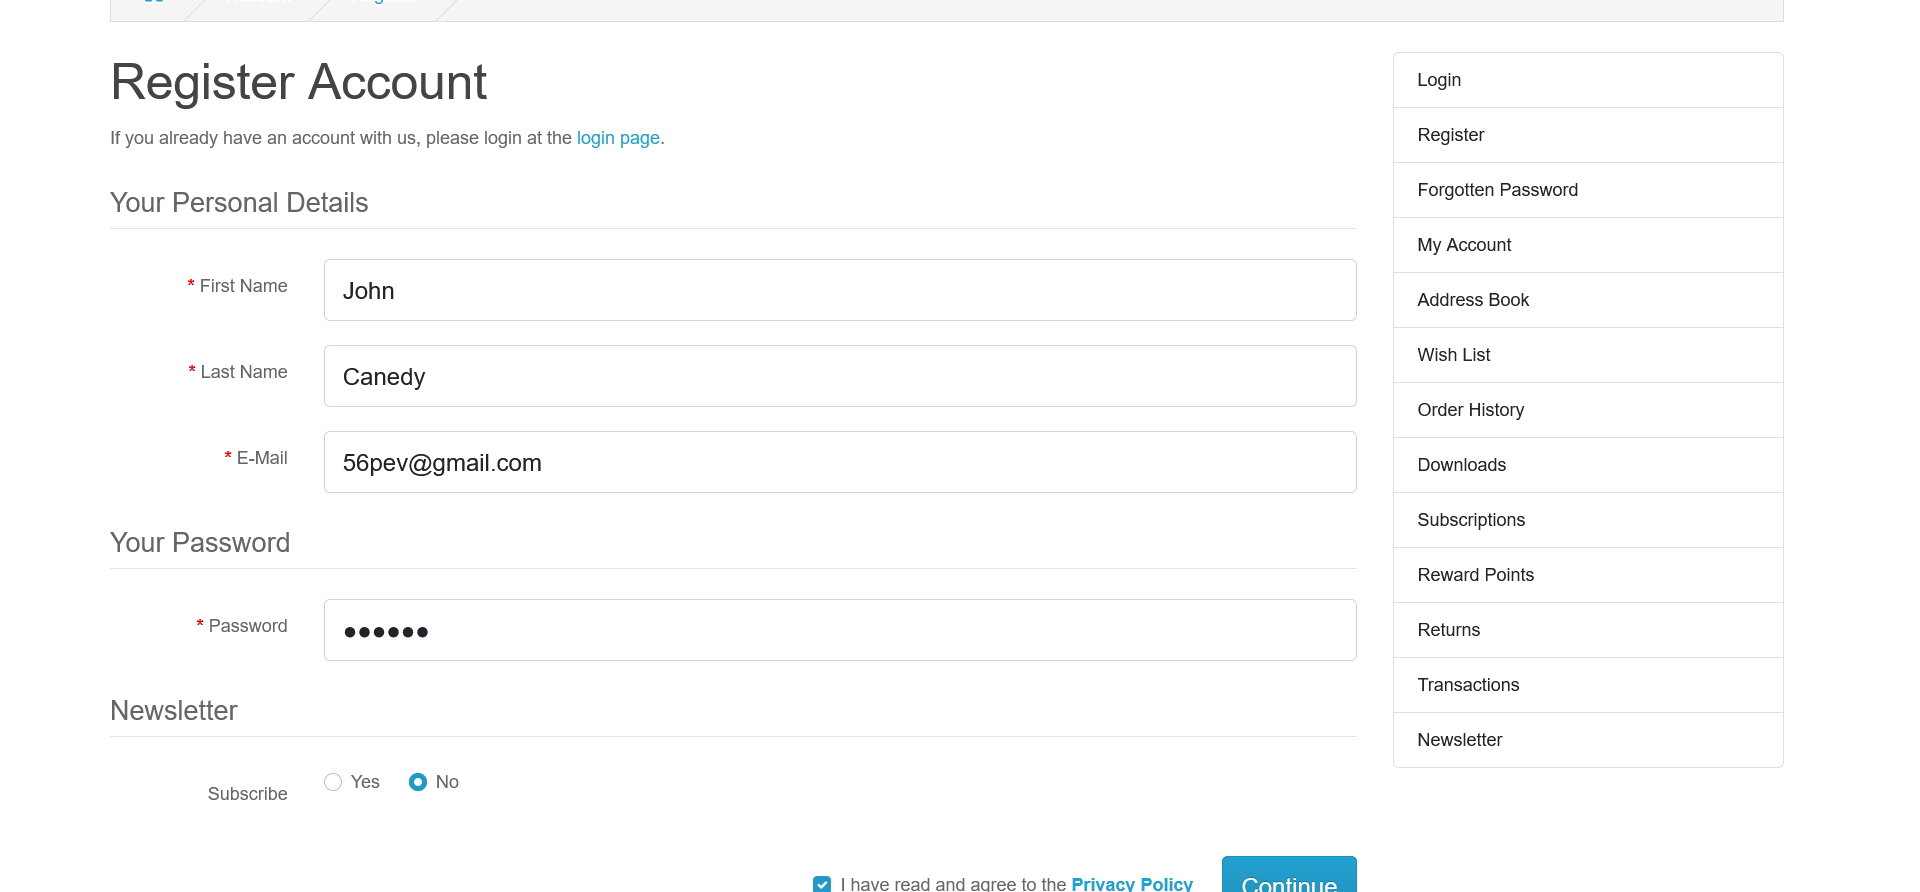 Register Account
If you already have an account with us, please login at the login page.
Your Personal Details
* First Name
John
* Last Name
Canedy
* E-Mail
56pev@gmail.com
Your Password
* Password
●●●●●●
Newsletter
Subscribe
Yes
No
I have read and agree to the Privacy Policy
Continue
Login
Register
Forgotten Password
My Account
Address Book
Wish List
Order History
Downloads
Subscriptions
Reward Points
Returns
Transactions
Newsletter